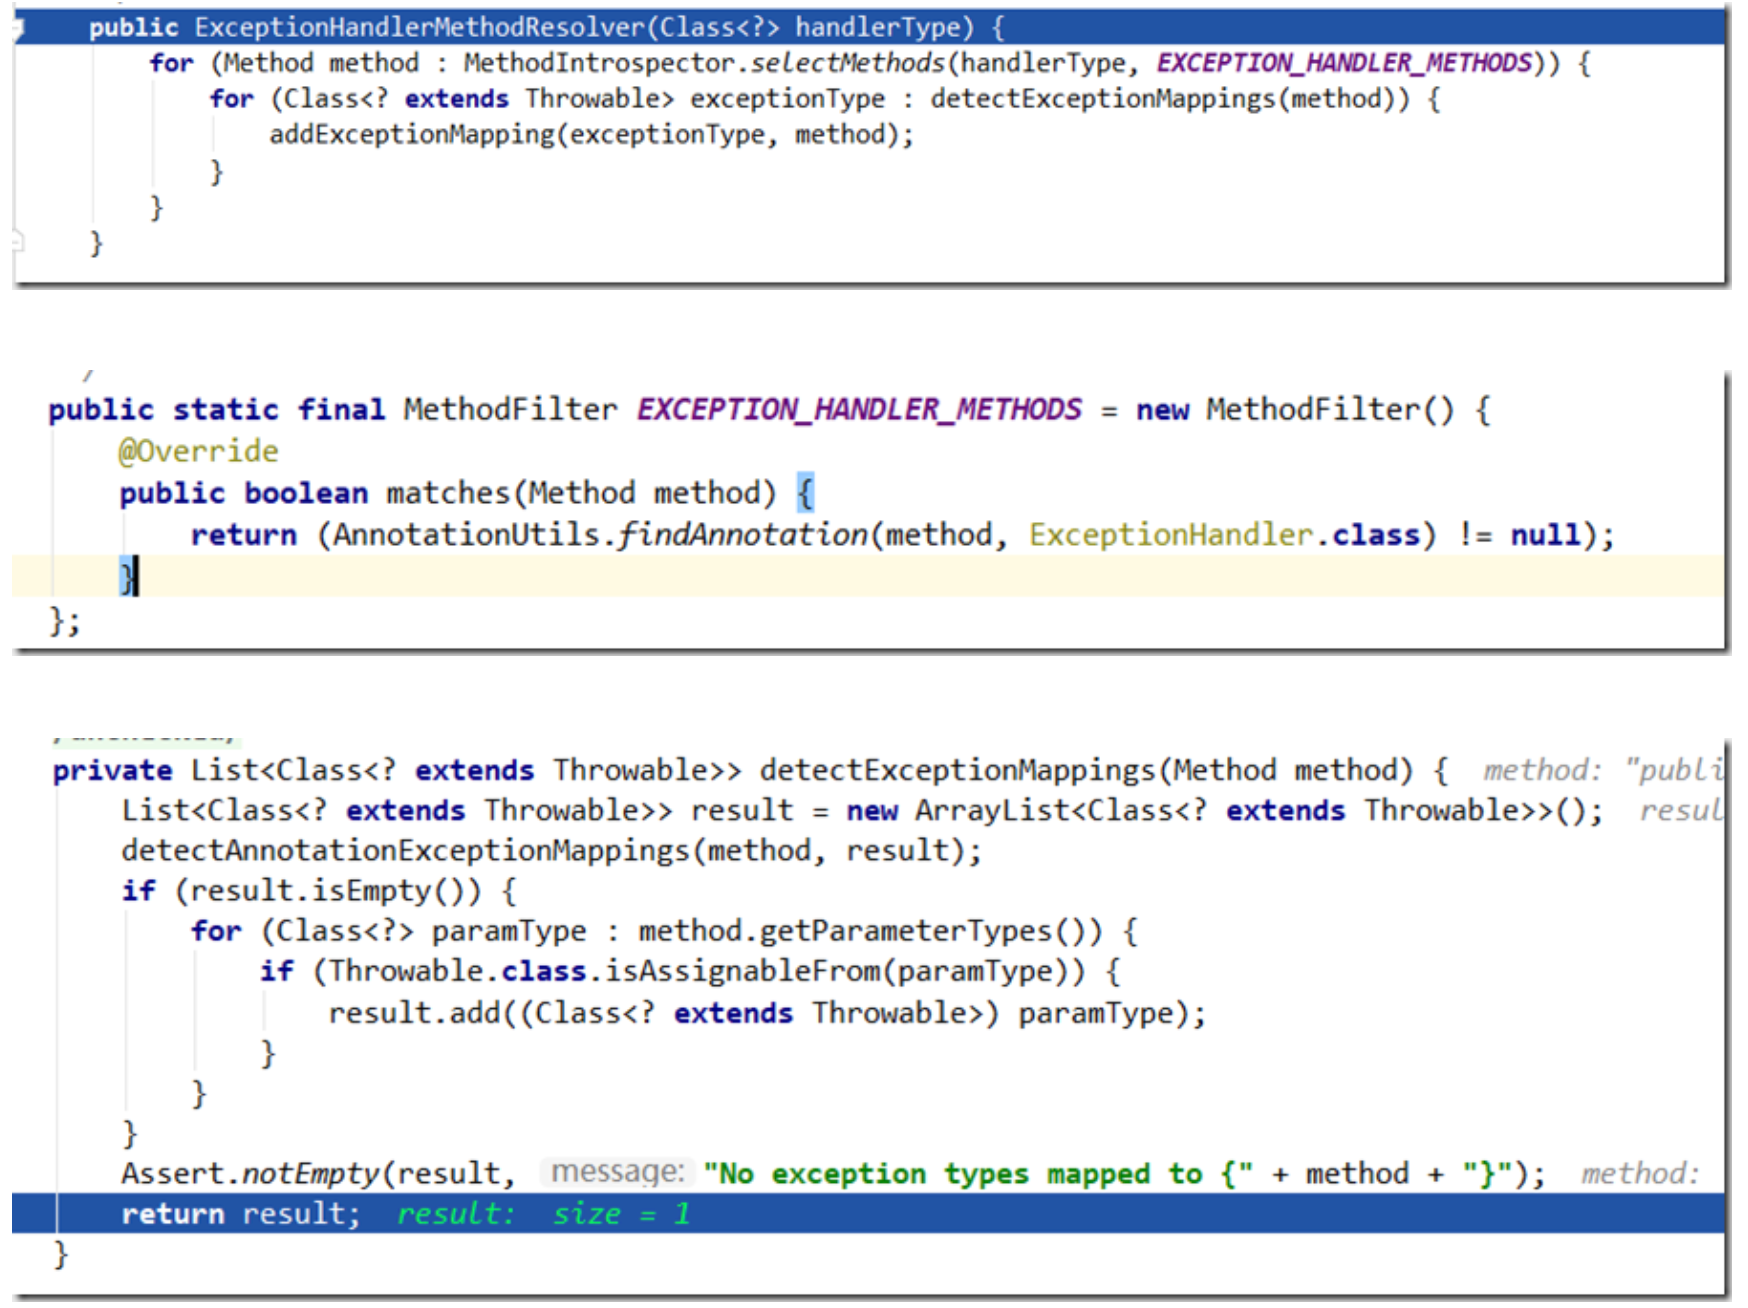 public ExceptionHandlerMethodResolver(Class<?> handlerType) {
for (Method method : MethodIntrospector.selectMethods(handlerType, EXCEPTION_HANDLER_METHODS)) {
for (Class<? extends Throwable> exceptionType : detectExceptionMappings(method)) {
addExceptionMapping(exceptionType, method);
}
}
}
/
public static final MethodFilter EXCEPTION_HANDLER_METHODS = new MethodFilter() {
@Override
public boolean matches(Method method) {
return (AnnotationUtils.findAnnotation(method, ExceptionHandler.class) != null);
}
};
private List<Class<? extends Throwable>> detectExceptionMappings(Method method) { method: "publi
List<Class<? extends Throwable>> result = new ArrayList<Class<? extends Throwable>>(); resul
detectAnnotationExceptionMappings(method, result);
if (result.isEmpty()) {
for (Class<?> paramType : method.getParameterTypes()) {
if (Throwable.class.isAssignableFrom(paramType)) {
result.add((Class<? extends Throwable>) paramType);
}
}
}
Assert.notEmpty(result, message: "No exception types mapped to {" + method + "}"); method:
return result; result: size = 1
}